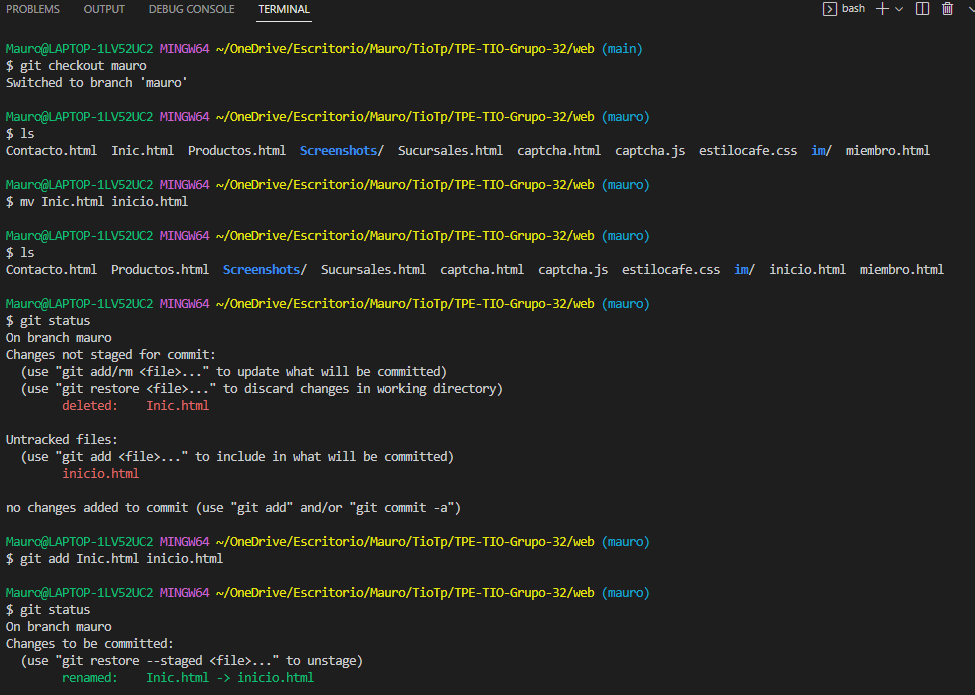 PROBLEMS OUTPUT DEBUG CONSOLE TERMINAL bash
Mauro@LAPTOP-1LV52UC2 MINGW64 ~/OneDrive/Escritorio/Mauro/TioTp/TPE-TIO-Grupo-32/web (main)
$ git checkout mauro
Switched to branch 'mauro'
Mauro@LAPTOP-1LV52UC2 MINGW64 ~/OneDrive/Escritorio/Mauro/TioTp/TPE-TIO-Grupo-32/web (mauro)
$ ls
Contacto.html Inic.html Productos.html Screenshots/ Sucursales.html captcha.html captcha.js estilocafe.css im/ miembro.html
Mauro@LAPTOP-1LV52UC2 MINGW64 ~/OneDrive/Escritorio/Mauro/TioTp/TPE-TIO-Grupo-32/web (mauro)
$ mv Inic.html inicio.html
Mauro@LAPTOP-1LV52UC2 MINGW64 ~/OneDrive/Escritorio/Mauro/TioTp/TPE-TIO-Grupo-32/web (mauro)
$ ls
Contacto.html Productos.html Screenshots/ Sucursales.html captcha.html captcha.js estilocafe.css im/ inicio.html miembro.html
Mauro@LAPTOP-1LV52UC2 MINGW64 ~/OneDrive/Escritorio/Mauro/TioTp/TPE-TIO-Grupo-32/web (mauro)
$ git status
On branch mauro
Changes not staged for commit:
  (use "git add/rm <file>..." to update what will be committed)
  (use "git restore <file>..." to discard changes in working directory)
        deleted:    Inic.html
Untracked files:
  (use "git add <file>..." to include in what will be committed)
        inicio.html
no changes added to commit (use "git add" and/or "git commit -a")
Mauro@LAPTOP-1LV52UC2 MINGW64 ~/OneDrive/Escritorio/Mauro/TioTp/TPE-TIO-Grupo-32/web (mauro)
$ git add Inic.html inicio.html
Mauro@LAPTOP-1LV52UC2 MINGW64 ~/OneDrive/Escritorio/Mauro/TioTp/TPE-TIO-Grupo-32/web (mauro)
$ git status
On branch mauro
Changes to be committed:
  (use "git restore --staged <file>..." to unstage)
        renamed:    Inic.html -> inicio.html